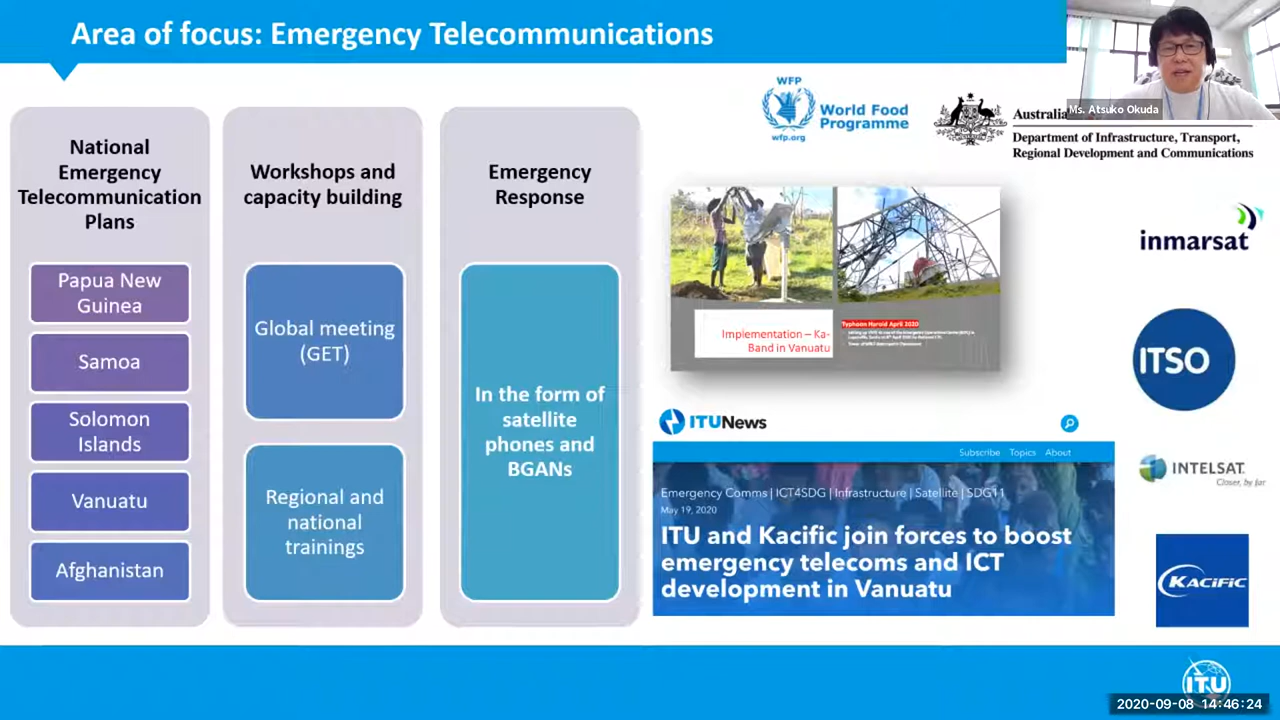 Area of focus: Emergency Telecommunications
Ms. Atsuko Okuda
National
Emergency
Telecommunication
Plans
Papua New
Guinea
Samoa
Solomon
Islands
Vanuatu
Afghanistan
Workshops and
capacity building
Global meeting
(GET)
Regional and
national
trainings
Emergency
Response
In the form of
satellite
phones and
BGANs
WFP
wfp.org
World Food
Programme
Australia
Department of Infrastructure, Transport,
Regional Development and Communications
Implementation – Ka-
Band in Vanuatu
Typhoon Harold April 2020
inmarsat
ITSO
INTELSAT
Closer, by far
KACIFIC
ITUNews
Subscribe Topics About
Emergency Comms | ICT4SDG | Infrastructure | Satellite | SDG11
May 19, 2020
ITU and Kacific join forces to boost
emergency telecoms and ICT
development in Vanuatu
ITU
2020-09-08 14:46:24